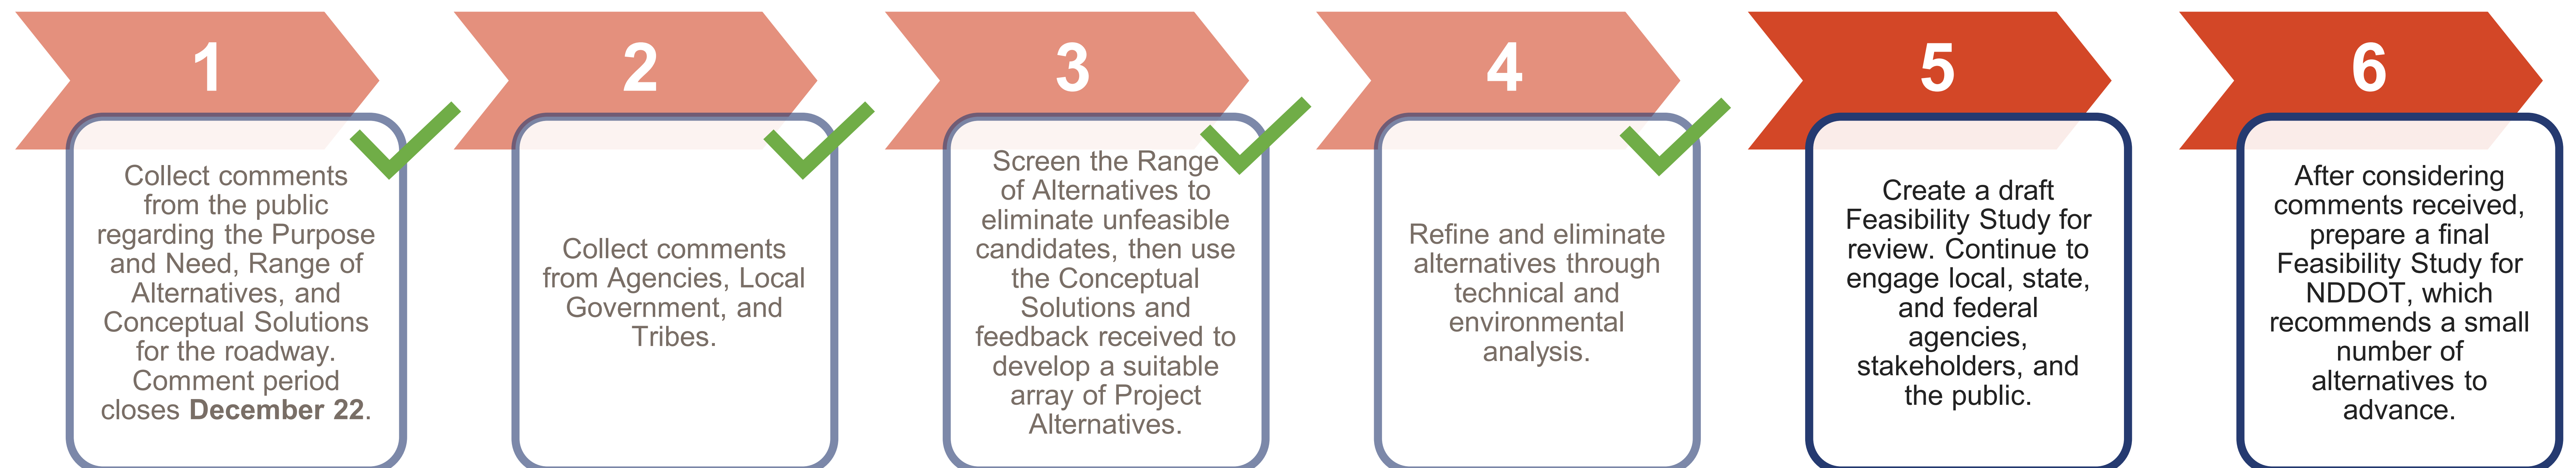 1
Collect comments
from the public
regarding the Purpose
and Need, Range of
Alternatives, and
Conceptual Solutions
for the roadway.
Comment period
closes December 22.
2
Collect comments
from Agencies, Local
Government, and
Tribes.
3
Screen the Range
of Alternatives to
eliminate unfeasible
candidates, then use
the Conceptual
Solutions and
feedback received to
develop a suitable
array of Project
Alternatives.
4
Refine and eliminate
alternatives through
technical and
environmental
analysis.
5
Create a draft
Feasibility Study for
review. Continue to
engage local, state,
and federal
agencies,
stakeholders, and
the public.
6
After considering
comments received,
prepare a final
Feasibility Study for
NDDOT, which
recommends a small
number of
alternatives to
advance.